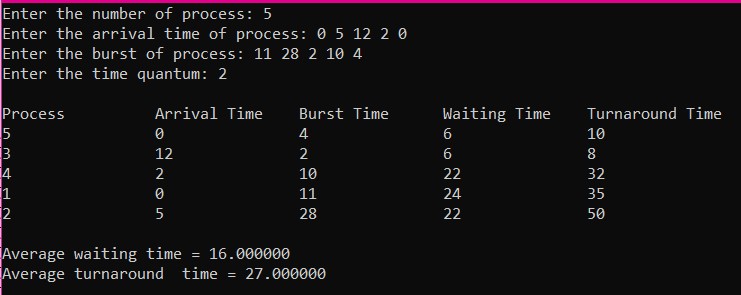 Enter the number of process: 5
Enter the arrival time of process: 0 5 12 2 0
Enter the burst of process: 11 28 2 10 4
Enter the time quantum: 2
Process Arrival Time Burst Time Waiting Time Turnaround Time
5 0 4 6 10
3 12 2 6 8
4 2 10 22 32
1 0 11 24 35
2 5 28 22 50
Average waiting time = 16.000000
Average turnaround  time = 27.000000